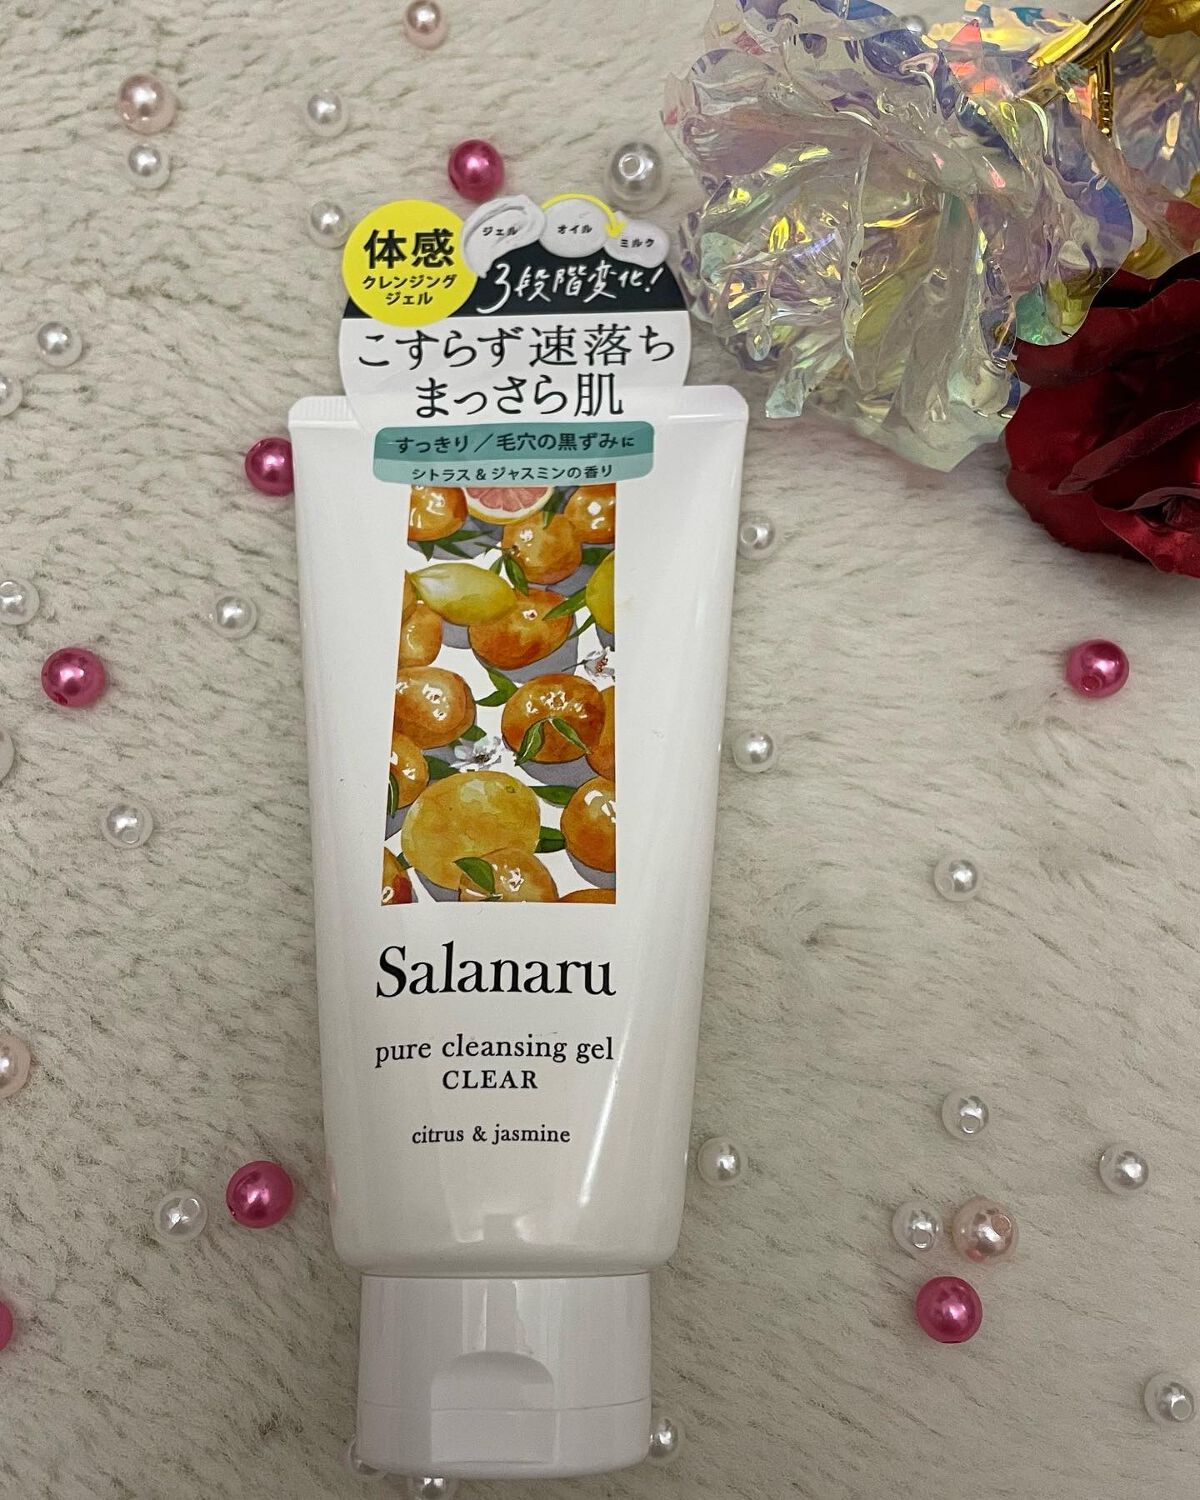 体感
クレンジング
ジェル
ジェル
オイル
ミルク
3段階変化!
こすらず速落ち
まっさら肌
すっきり/毛穴の黒ずみに
シトラス&ジャスミンの香り
Salanaru
pure cleansing gel
CLEAR
citrus & jasmine